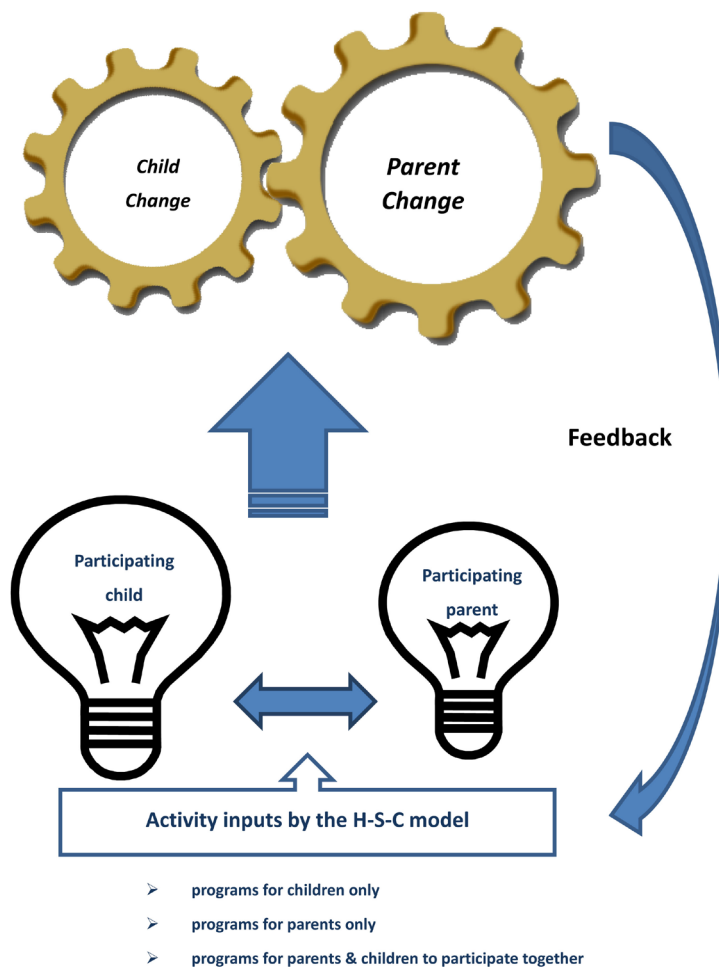 Child
Change
Parent
Change
Feedback
Participating
child
Participating
parent
Activity inputs by the H-S-C model
➢ programs for children only
➢ programs for parents only
➢ programs for parents & children to participate together